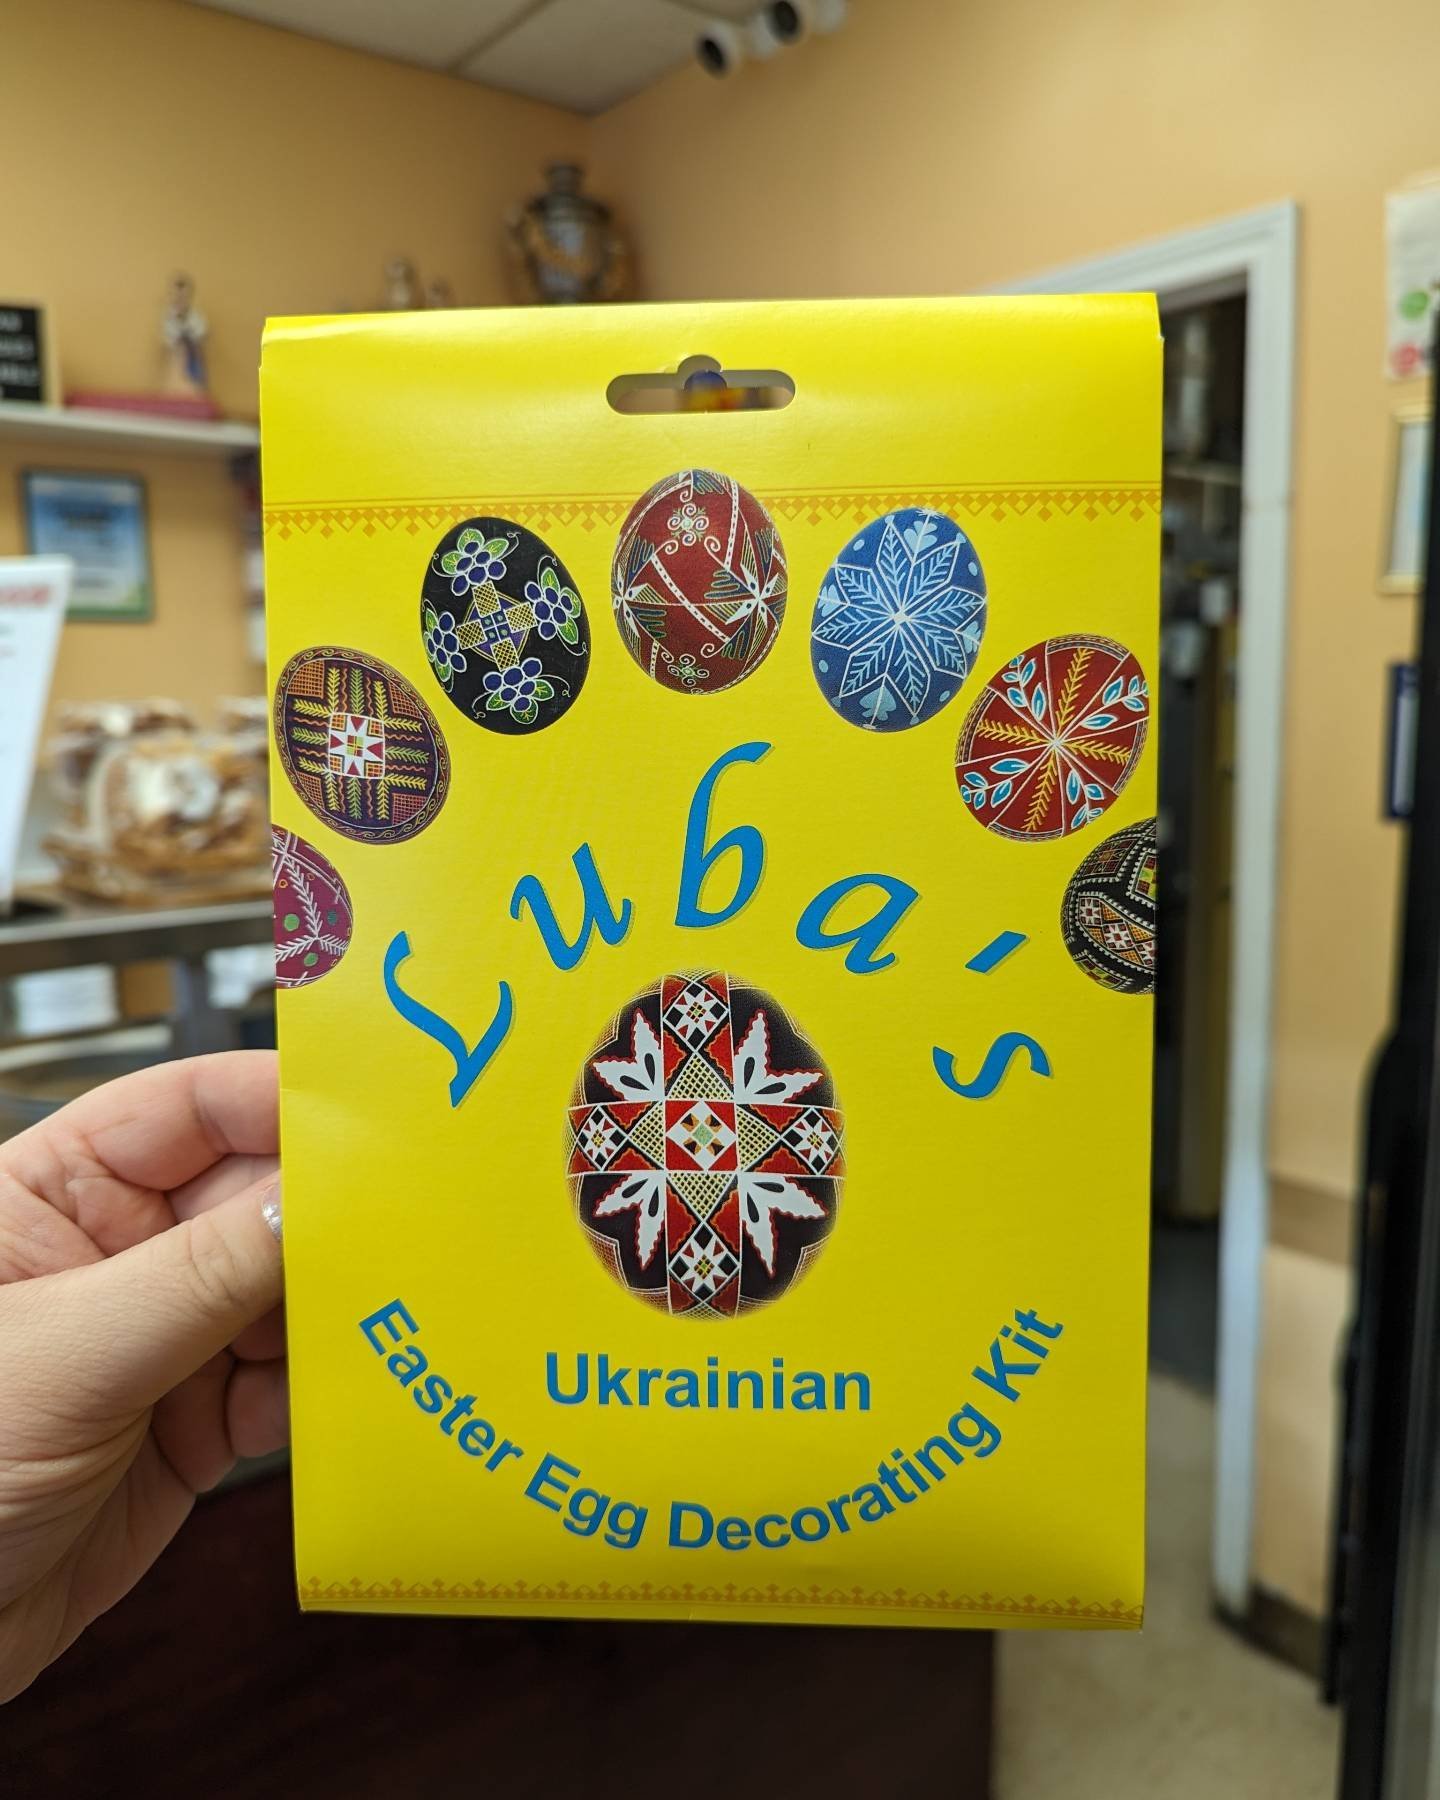 Luba's
Ukrainian
Easter Egg Decorating Kit